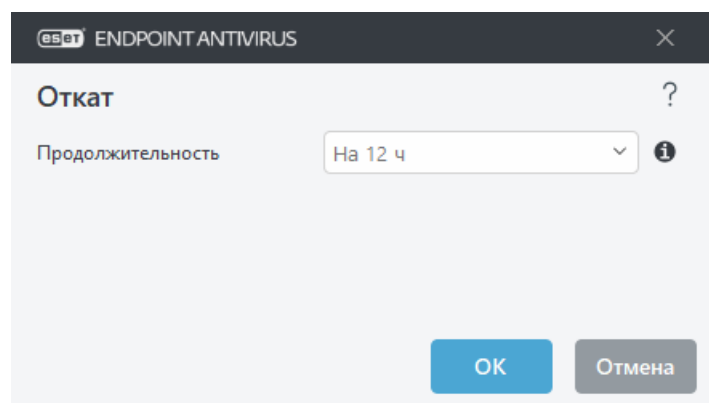 eset ENDPOINT ANTIVIRUS
Откат
?
Продолжительность
На 12 ч
i
OK
Отмена